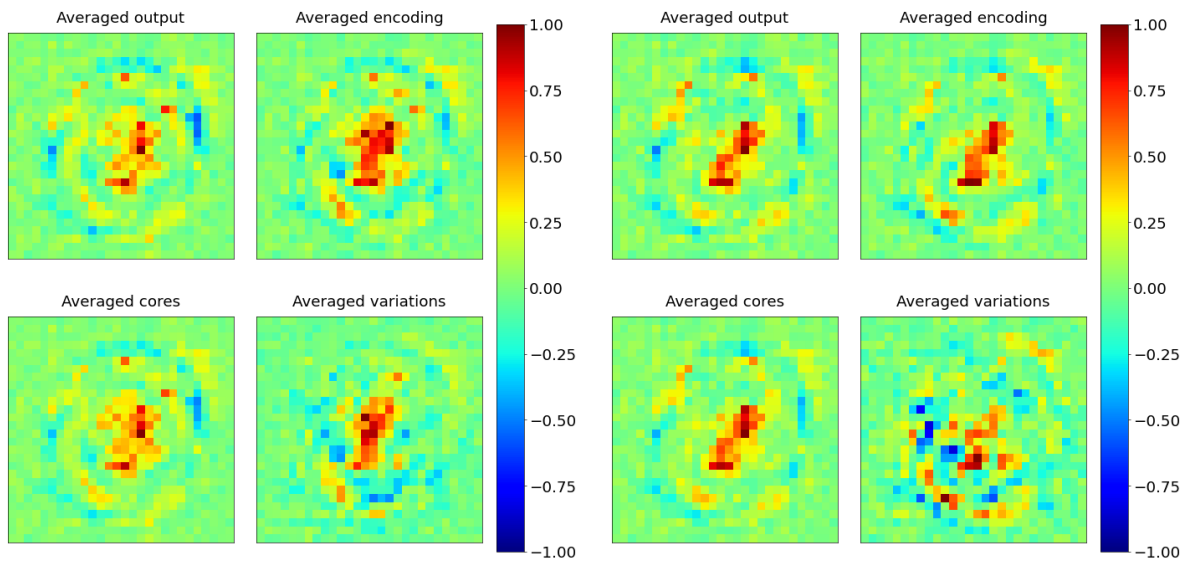 Averaged output
Averaged encoding
1.00
Averaged output
Averaged encoding
1.00
0.75
0.75
0.50
0.50
0.25
0.25
Averaged cores
Averaged variations
0.00
Averaged cores
Averaged variations
0.00
−0.25
−0.25
−0.50
−0.50
−0.75
−0.75
−1.00
−1.00